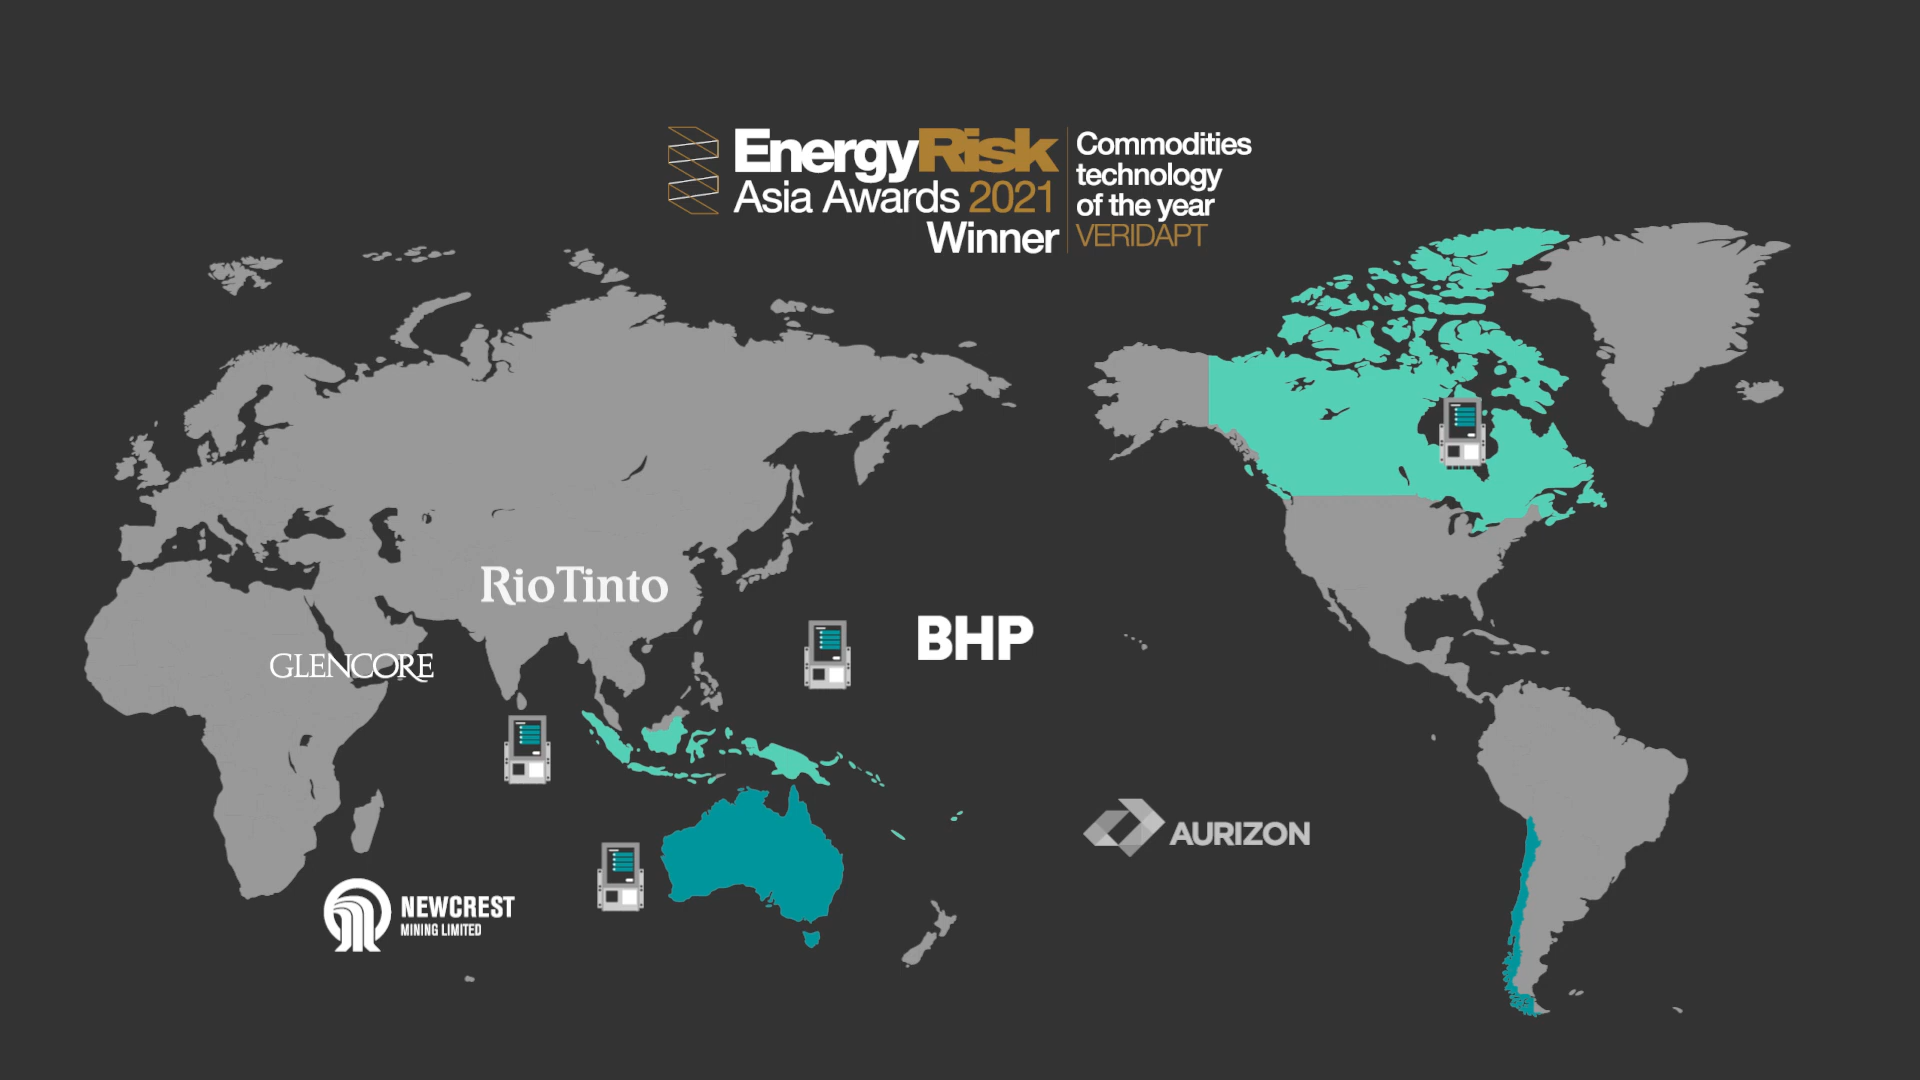 EnergyRisk
Asia Awards 2021
Winner
Commodities
technology
of the year
VERIDAPT
RioTinto
BHP
GLENCORE
AURIZON
NEWCREST
MINING LIMITED